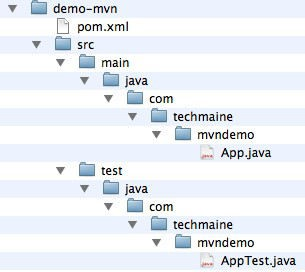 demo-mvn
pom.xml
src
main
java
com
techmaine
mvndemo
App.java
test
java
com
techmaine
mvndemo
AppTest.java